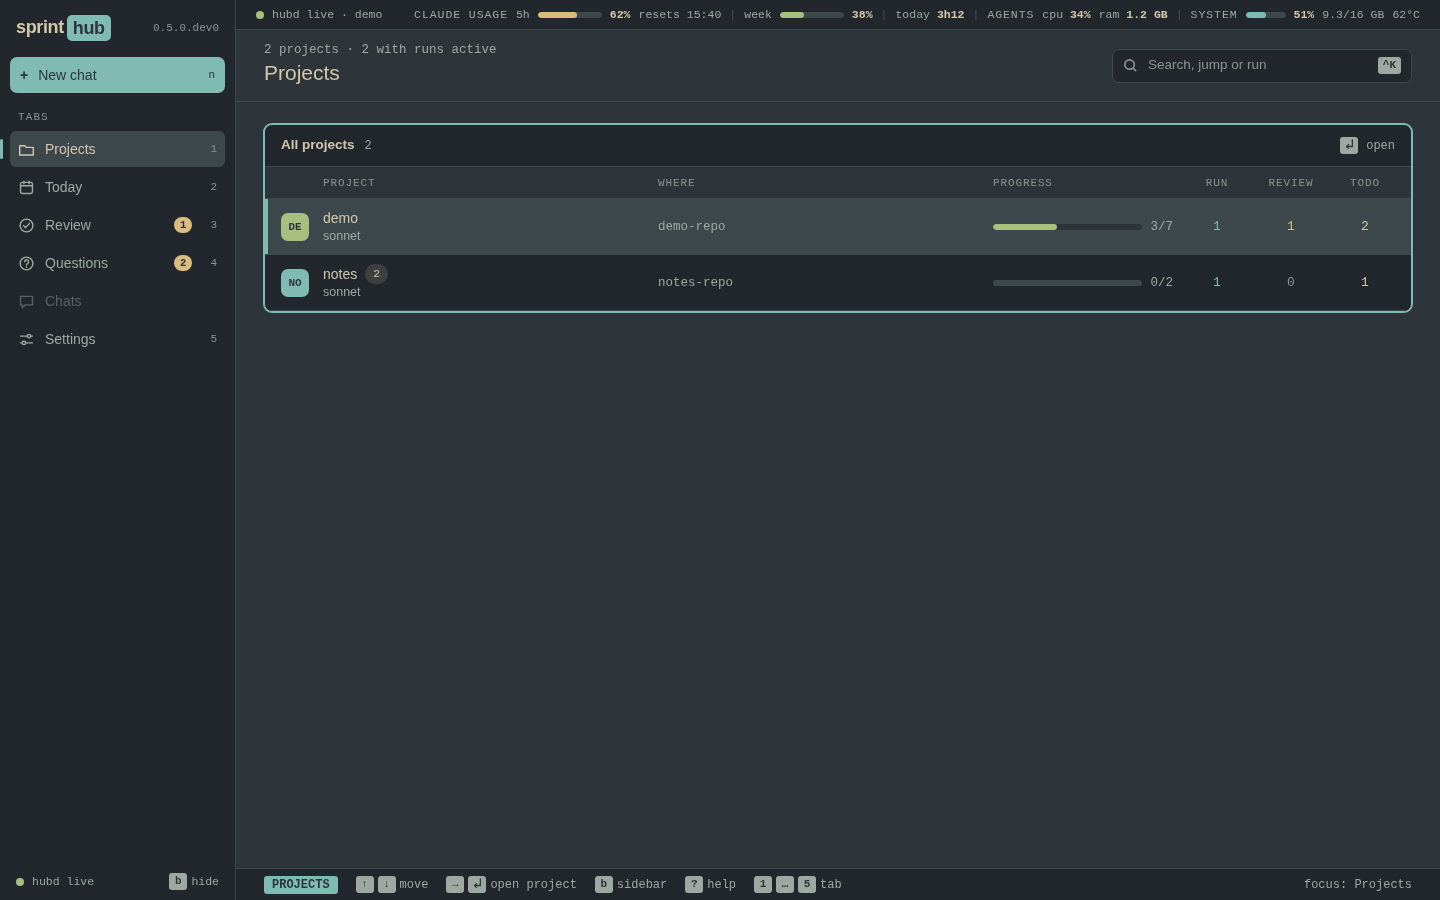 sprint hub 0.5.0.dev0
+ New chat n
TABS
Projects 1
Today 2
Review 1 3
Questions 2 4
Chats
Settings 5
hubd live b hide
hubd live · demo CLAUDE USAGE 5h 62% resets 15:40 | week 38% | today 3h12 | AGENTS cpu 34% ram 1.2 GB | SYSTEM 51% 9.3/16 GB 62°C
2 projects · 2 with runs active
Projects
Search, jump or run ^K
All projects 2 ↲ open
PROJECT WHERE PROGRESS RUN REVIEW TODO
DE demo demo-repo 3/7 1 1 2
sonnet
NO notes 2 notes-repo 0/2 1 0 1
sonnet
PROJECTS ↑ ↓ move → ↲ open project b sidebar ? help 1 … 5 tab focus: Projects